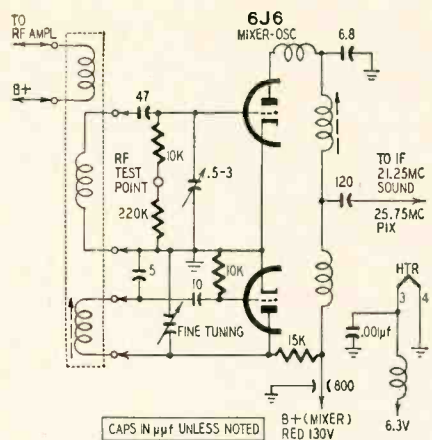 TO
RF AMPL
B+
6J6
MIXER-OSC
6.8
47
10K
RF
TEST
POINT
.5-3
220K
120
TO IF
21.25MC
SOUND
25.75MC
PIX
5
10
10K
HTR
3
4
FINE TUNING
15K
.001µf
800
CAPS IN µµf UNLESS NOTED
B+(MIXER)
RED 130V
6.3V